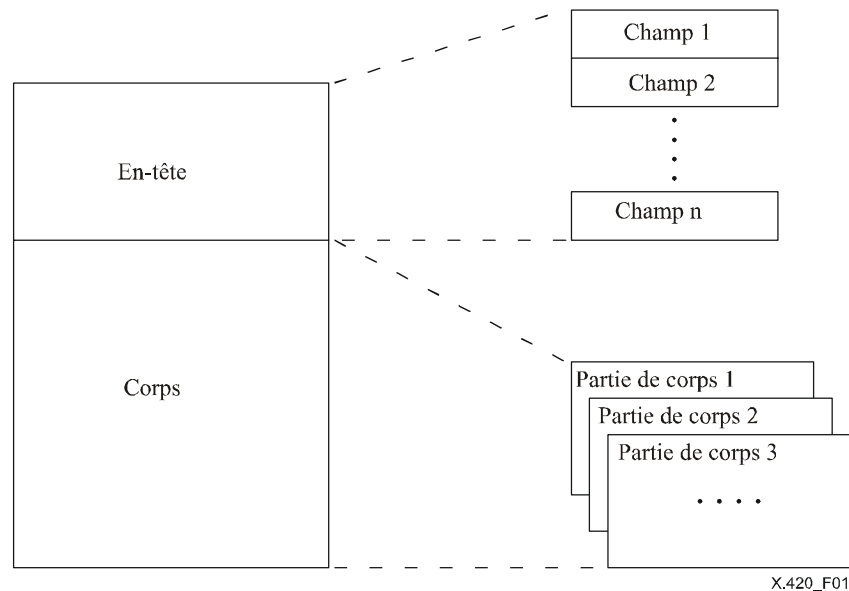 Champ 1
Champ 2
En-tête
Champ n
Corps
Partie de corps 1
Partie de corps 2
Partie de corps 3
X.420_F01